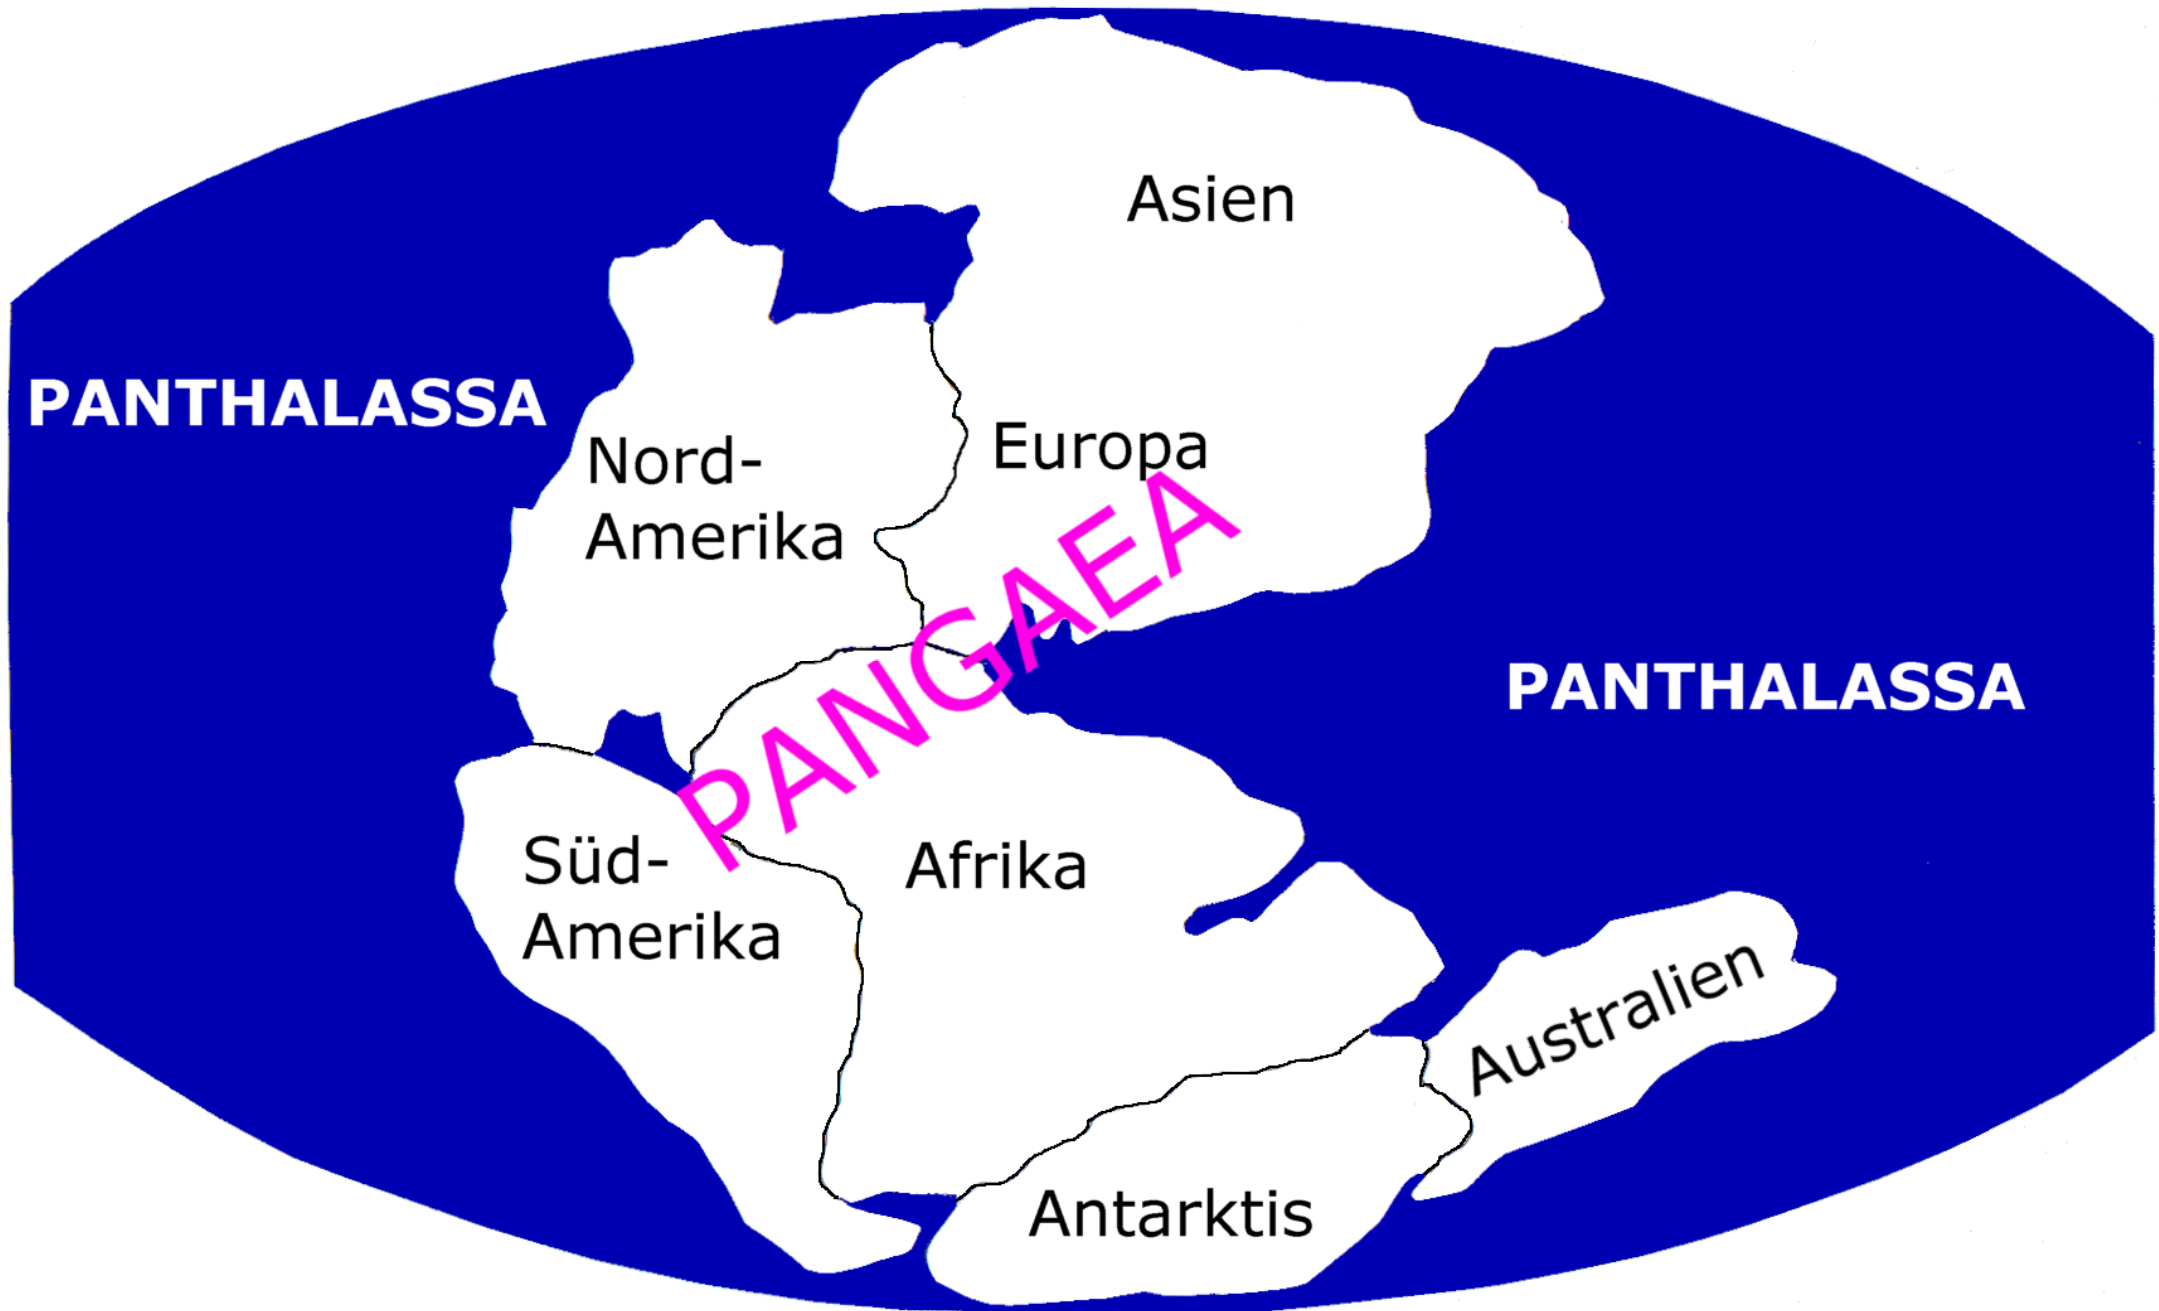 Asien
PANTHALASSA
Nord-
Amerika
Europa
PANGAEA
PANTHALASSA
Süd-
Amerika
Afrika
Australien
Antarktis